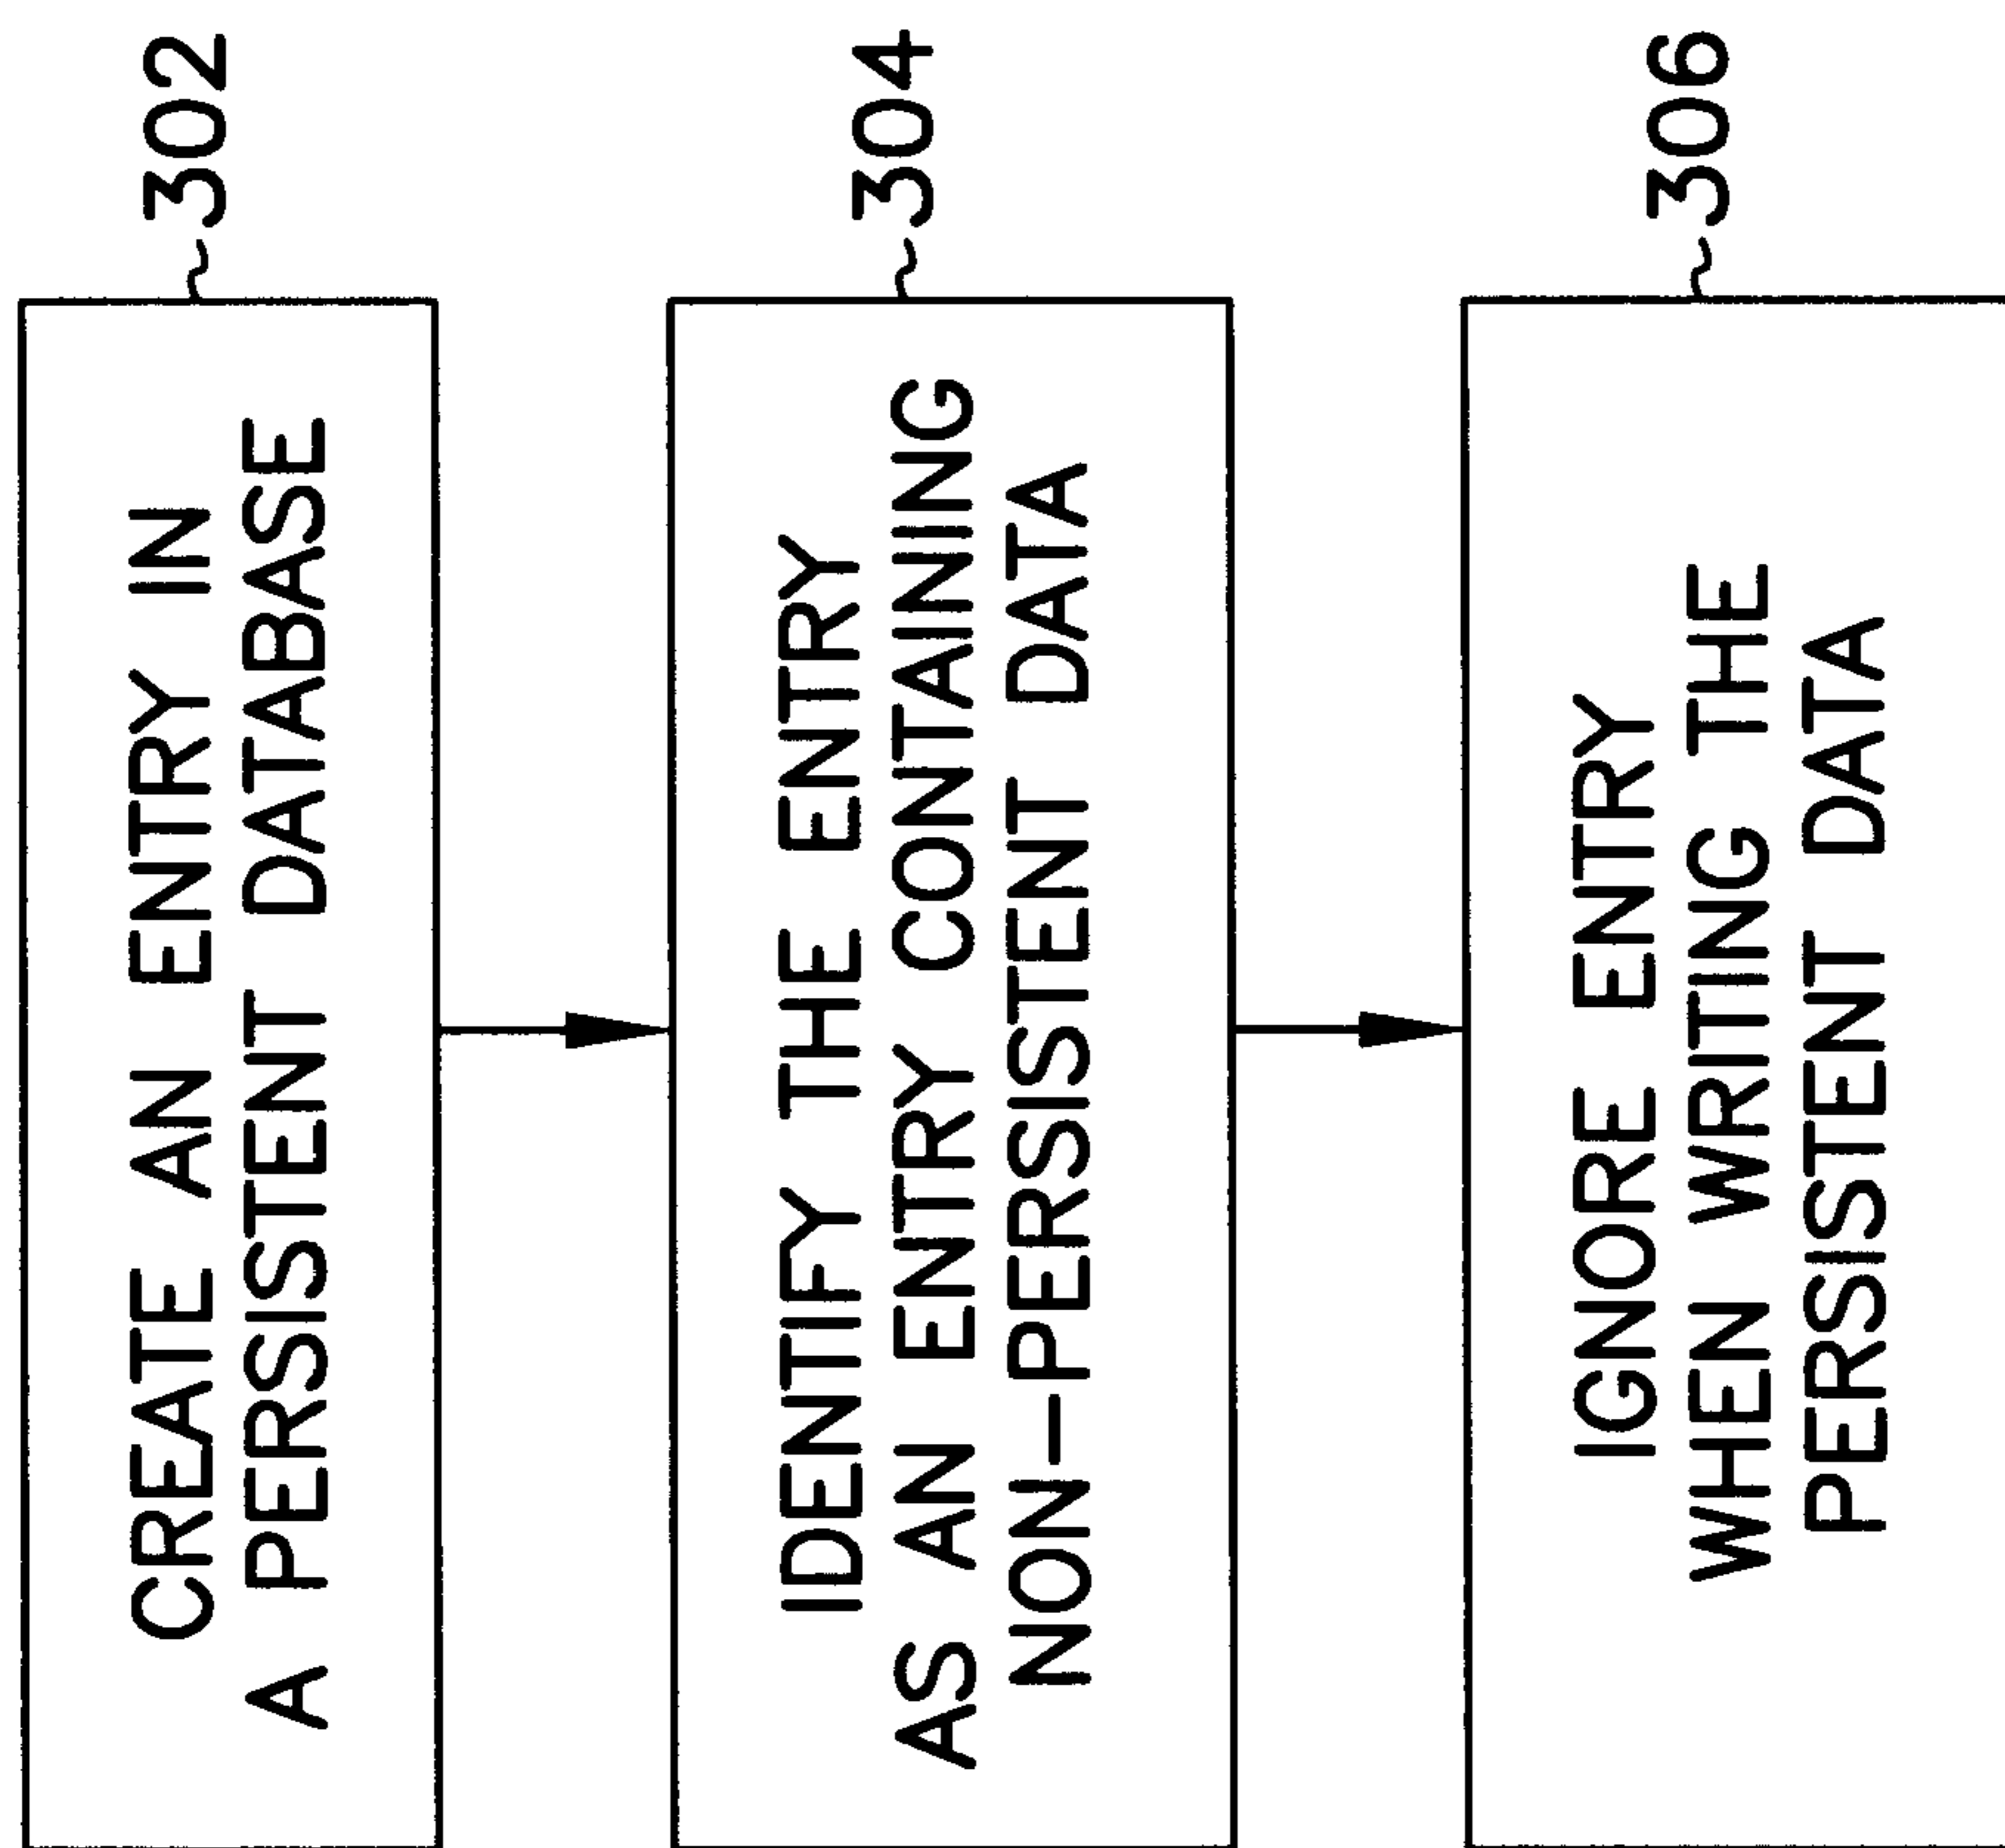 CREATE AN ENTRY IN
A PERSISTENT DATABASE
302
IDENTIFY THE ENTRY
AS AN ENTRY CONTAINING
NON-PERSISTENT DATA
304
IGNORE ENTRY
WHEN WRITING THE
PERSISTENT DATA
306